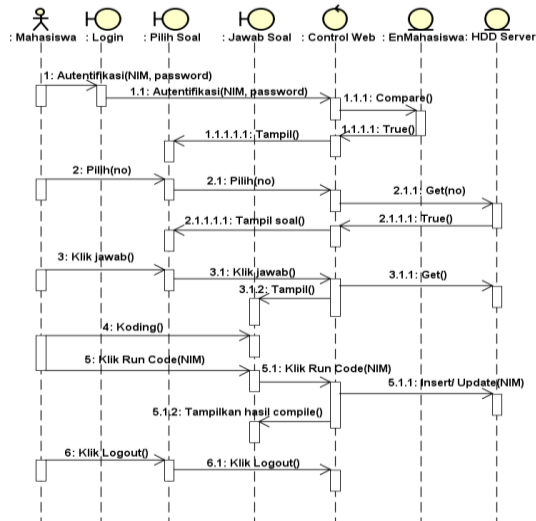 : Mahasiswa : Login : Pilih Soal : Jawab Soal : Control Web : EnMahasiswa : HDD Server
1: Autentifikasi(NIM, password)
1.1: Autentifikasi(NIM, password)
1.1.1: Compare()
1.1.1.1: True()
1.1.1.1.1: Tampil()
2: Pilih(no)
2.1: Pilih(no)
2.1.1: Get(no)
2.1.1.1: True()
2.1.1.1.1: Tampil soal()
3: Klik jawab()
3.1: Klik jawab()
3.1.1: Get()
3.1.2: Tampil()
4: Koding()
5: Klik Run Code(NIM)
5.1: Klik Run Code(NIM)
5.1.1: Insert/ Update(NIM)
5.1.2: Tampilkan hasil compile()
6: Klik Logout()
6.1: Klik Logout()